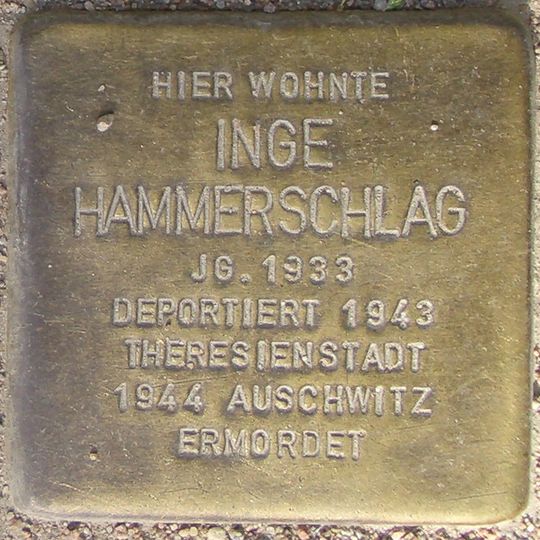 HIER WOHNTE
INGE
HAMMERSCHLAG
JG. 1933
DEPORTIERT 1943
THERESIENSTADT
1944 AUSCHWITZ
ERMORDET